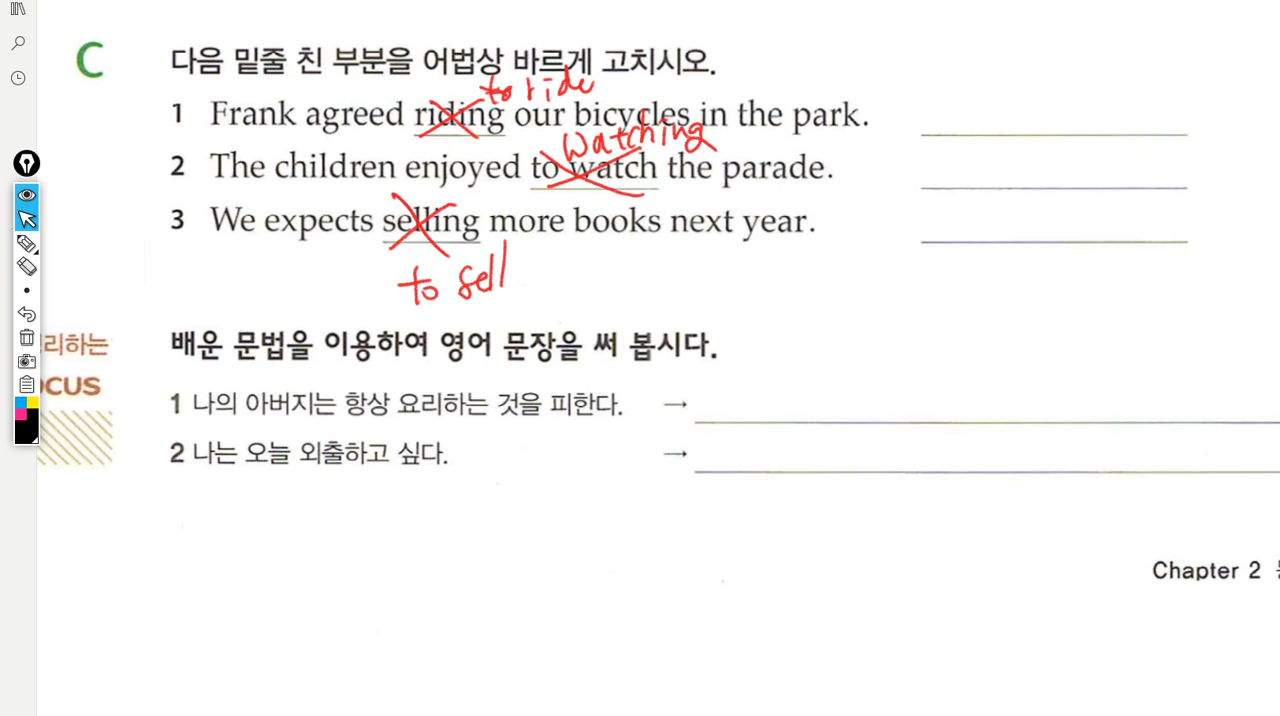 C 다음 밑줄 친 부분을 어법상 바르게 고치시오.
to ride
1 Frank agreed riding our bicycles in the park.
watching
2 The children enjoyed to watch the parade.
3 We expects selling more books next year.
to sell
리하는 배운 문법을 이용하여 영어 문장을 써 봅시다.
OCUS
1 나의 아버지는 항상 요리하는 것을 피한다. →
2 나는 오늘 외출하고 싶다. →
Chapter 2